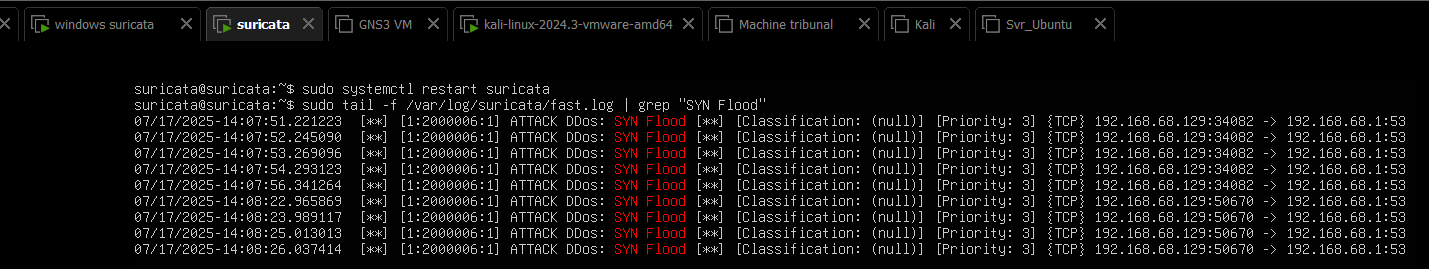 windows suricata suricata GNS3 VM kali-linux-2024.3-vmware-amd64 Machine tribunal Kali Svr_Ubuntu
suricata@suricata:~$ sudo systemctl restart suricata
suricata@suricata:~$ sudo tail -f /var/log/suricata/fast.log | grep "SYN Flood"
07/17/2025-14:07:51.221223  [**] [1:2000006:1] ATTACK DDos: SYN Flood [**] [Classification: (null)] [Priority: 3] {TCP} 192.168.68.129:34082 -> 192.168.68.1:53
07/17/2025-14:07:52.245090  [**] [1:2000006:1] ATTACK DDos: SYN Flood [**] [Classification: (null)] [Priority: 3] {TCP} 192.168.68.129:34082 -> 192.168.68.1:53
07/17/2025-14:07:53.269096  [**] [1:2000006:1] ATTACK DDos: SYN Flood [**] [Classification: (null)] [Priority: 3] {TCP} 192.168.68.129:34082 -> 192.168.68.1:53
07/17/2025-14:07:54.293123  [**] [1:2000006:1] ATTACK DDos: SYN Flood [**] [Classification: (null)] [Priority: 3] {TCP} 192.168.68.129:34082 -> 192.168.68.1:53
07/17/2025-14:07:56.341264  [**] [1:2000006:1] ATTACK DDos: SYN Flood [**] [Classification: (null)] [Priority: 3] {TCP} 192.168.68.129:34082 -> 192.168.68.1:53
07/17/2025-14:08:22.965869  [**] [1:2000006:1] ATTACK DDos: SYN Flood [**] [Classification: (null)] [Priority: 3] {TCP} 192.168.68.129:50670 -> 192.168.68.1:53
07/17/2025-14:08:23.989117  [**] [1:2000006:1] ATTACK DDos: SYN Flood [**] [Classification: (null)] [Priority: 3] {TCP} 192.168.68.129:50670 -> 192.168.68.1:53
07/17/2025-14:08:25.013013  [**] [1:2000006:1] ATTACK DDos: SYN Flood [**] [Classification: (null)] [Priority: 3] {TCP} 192.168.68.129:50670 -> 192.168.68.1:53
07/17/2025-14:08:26.037414  [**] [1:2000006:1] ATTACK DDos: SYN Flood [**] [Classification: (null)] [Priority: 3] {TCP} 192.168.68.129:50670 -> 192.168.68.1:53